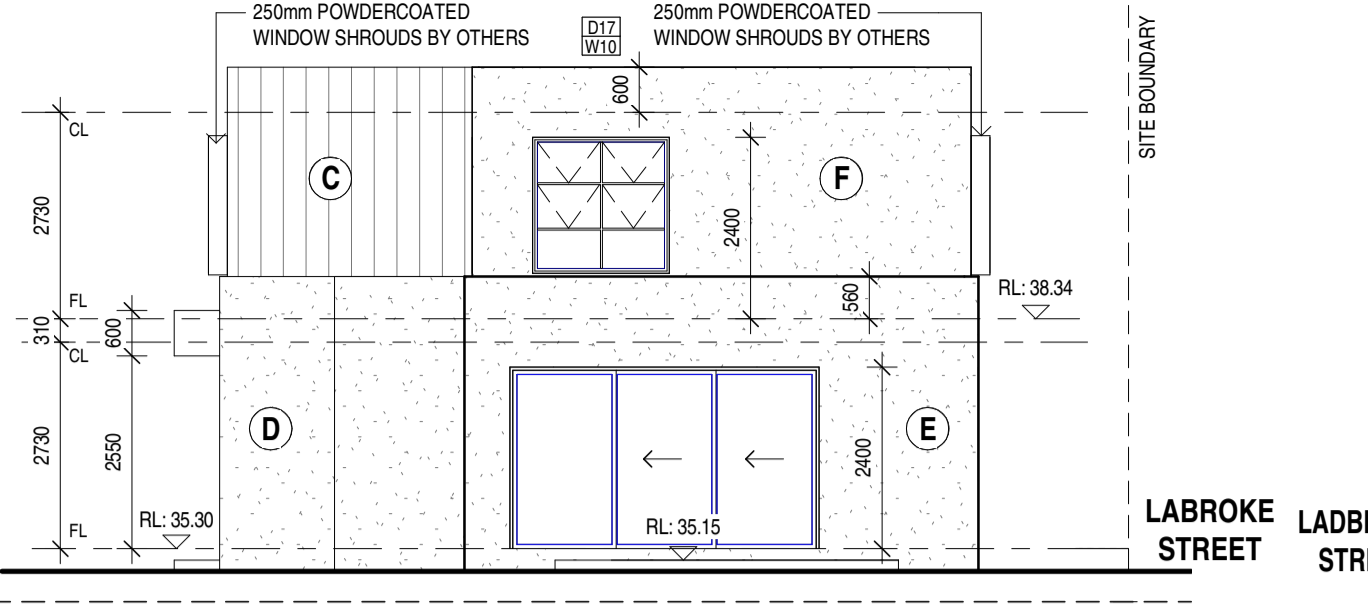 250mm POWDERCOATED
WINDOW SHROUDS BY OTHERS
D17
W10
250mm POWDERCOATED
WINDOW SHROUDS BY OTHERS
SITE BOUNDARY
600
CL
C
F
2730
2400
FL
560
RL: 38.34
310
600
CL
D
E
2730
2550
2400
FL
RL: 35.30
RL: 35.15
LABROKE
STREET
LADB
STR